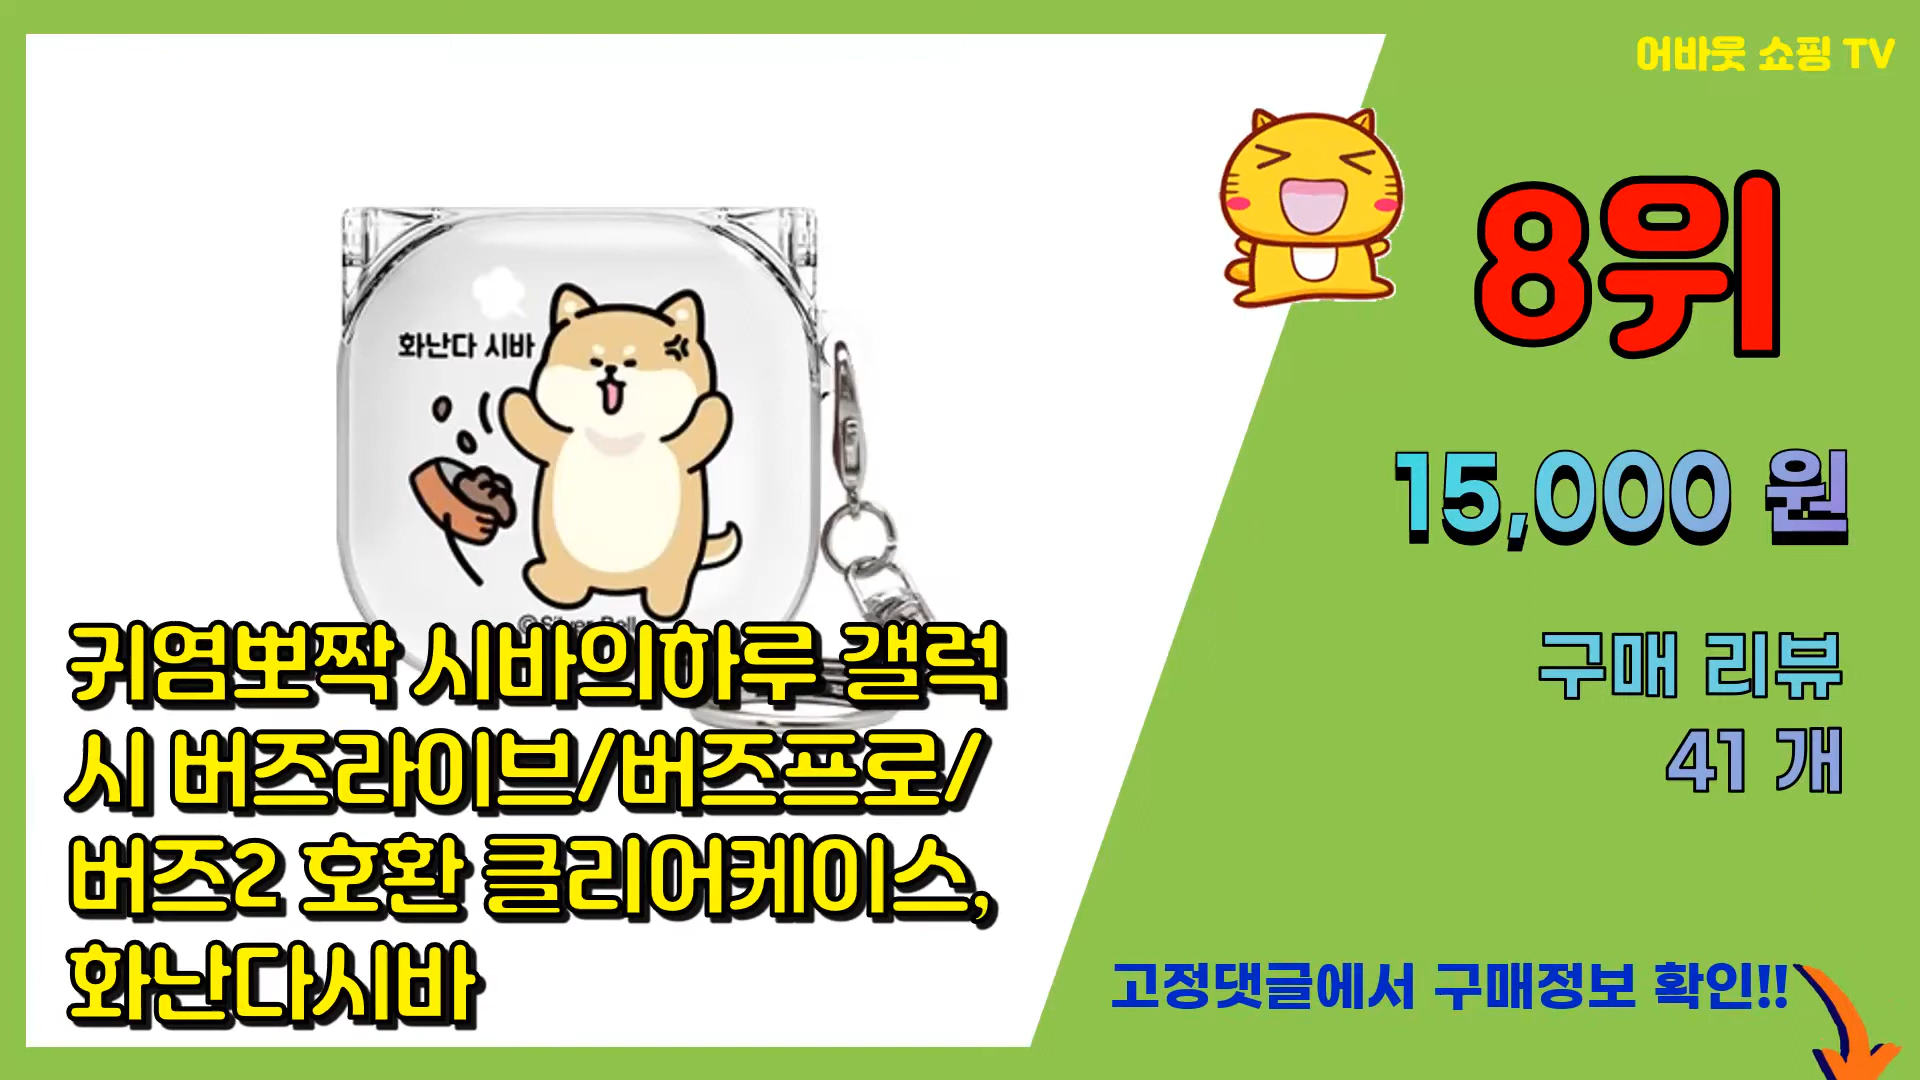 어바웃 쇼핑 TV
8위
화난다 시바
15,000 원
귀염뽀짝 시바의하루 갤럭
시 버즈라이브/버즈프로/
버즈2 호환 클리어케이스,
화난다시바
구매 리뷰
41 개
고정댓글에서 구매정보 확인!!